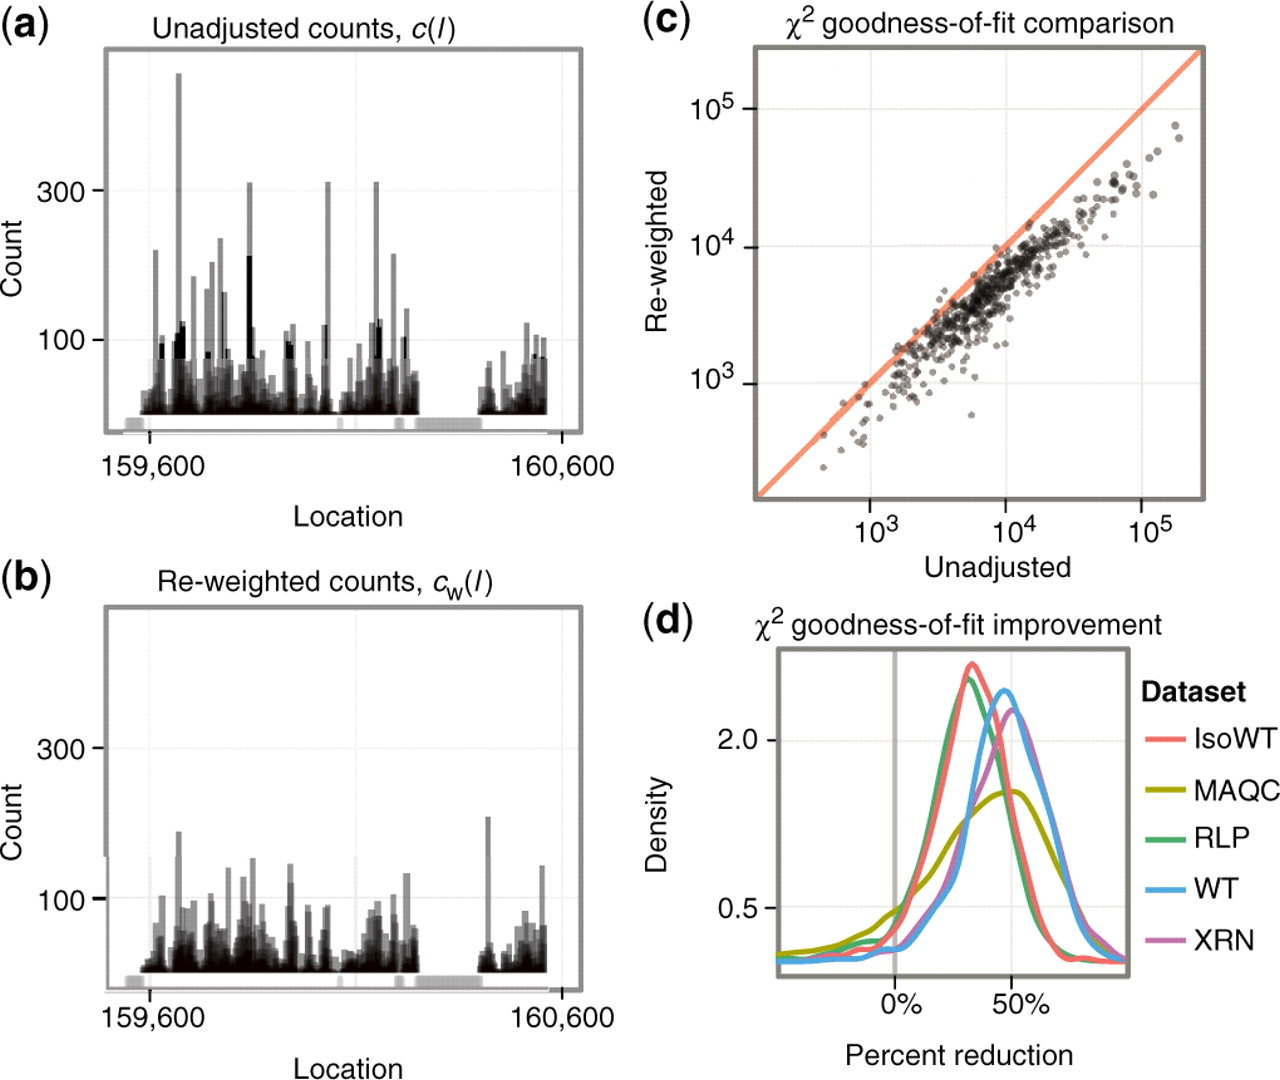 (a)
Unadjusted counts, c(l)
Count
300
100
159,600
160,600
Location
(b)
Re-weighted counts, cw(l)
Count
300
100
159,600
160,600
Location
(c)
χ2 goodness-of-fit comparison
Re-weighted
10^5
10^4
10^3
10^3
10^4
10^5
Unadjusted
(d)
χ2 goodness-of-fit improvement
Density
2.0
0.5
0%
50%
Percent reduction
Dataset
IsoWT
MAQC
RLP
WT
XRN